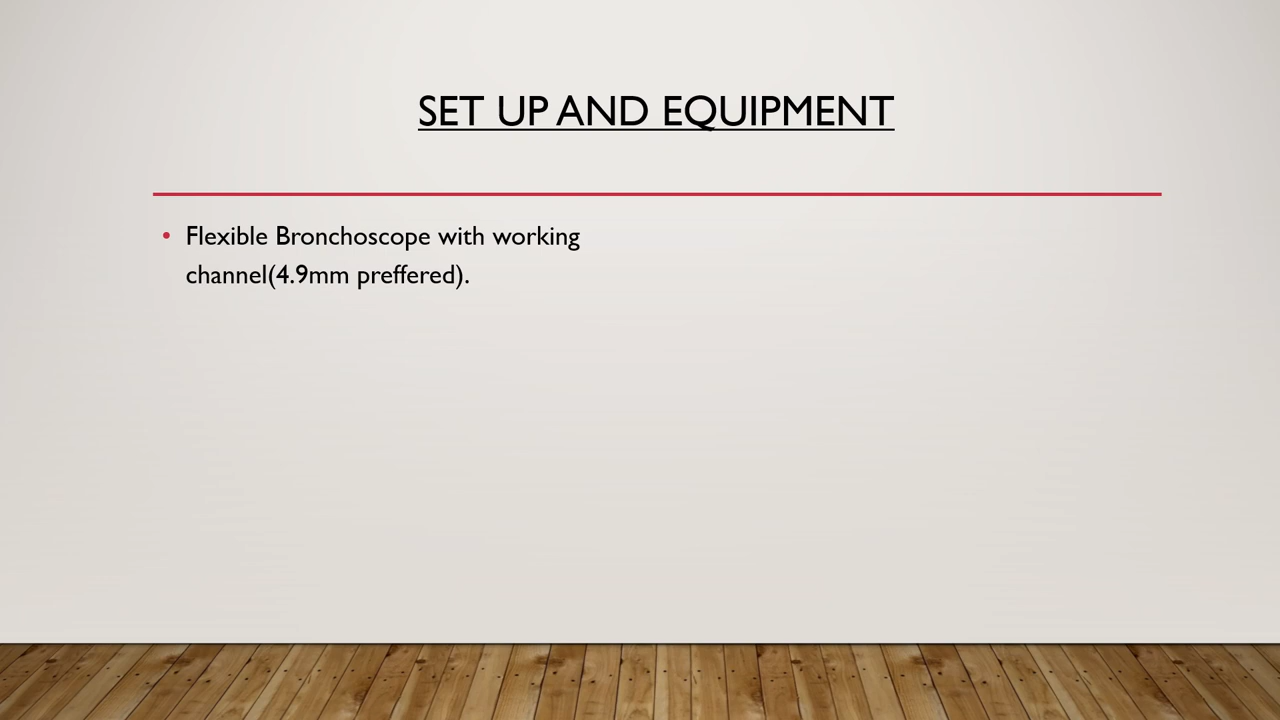 SET UP AND EQUIPMENT
• Flexible Bronchoscope with working
channel(4.9mm preffered).